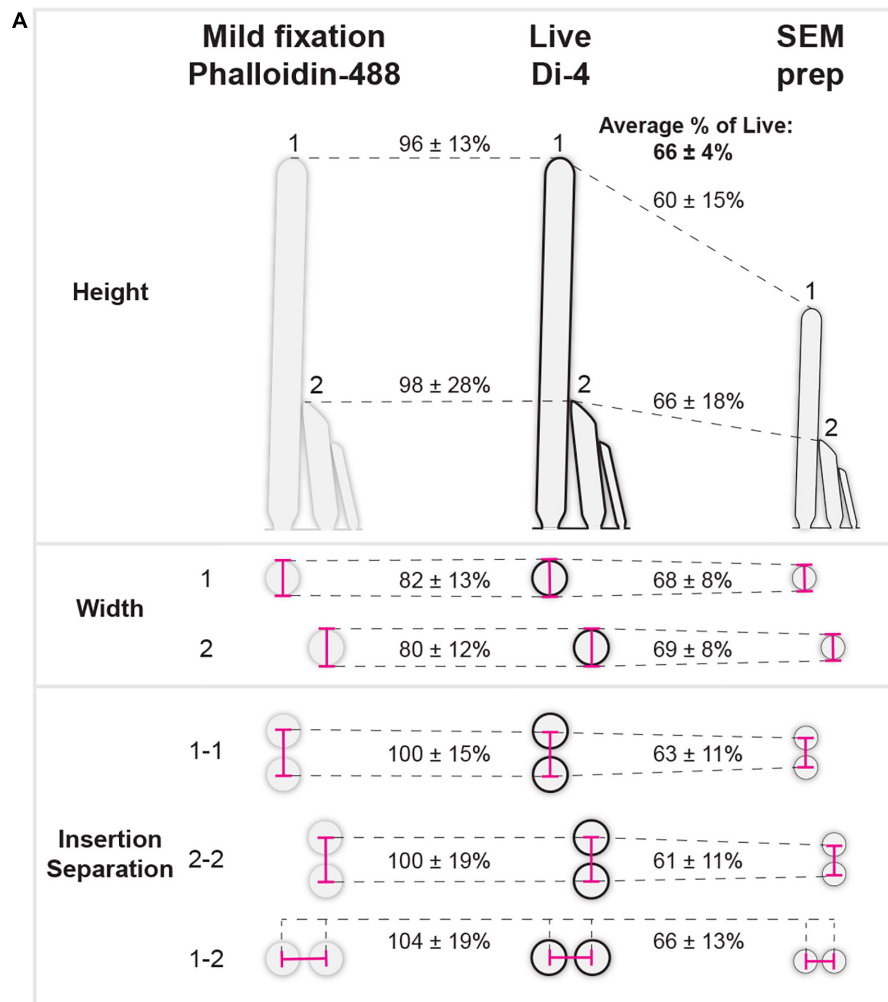 A
Mild fixation
Phalloidin-488
Live
Di-4
SEM
prep
Average % of Live:
66 ± 4%
1
96 ± 13%
1
60 ± 15%
1
Height
2
98 ± 28%
2
66 ± 18%
2
Width
1
82 ± 13%
68 ± 8%
2
80 ± 12%
69 ± 8%
Insertion
Separation
1-1
100 ± 15%
63 ± 11%
2-2
100 ± 19%
61 ± 11%
1-2
104 ± 19%
66 ± 13%